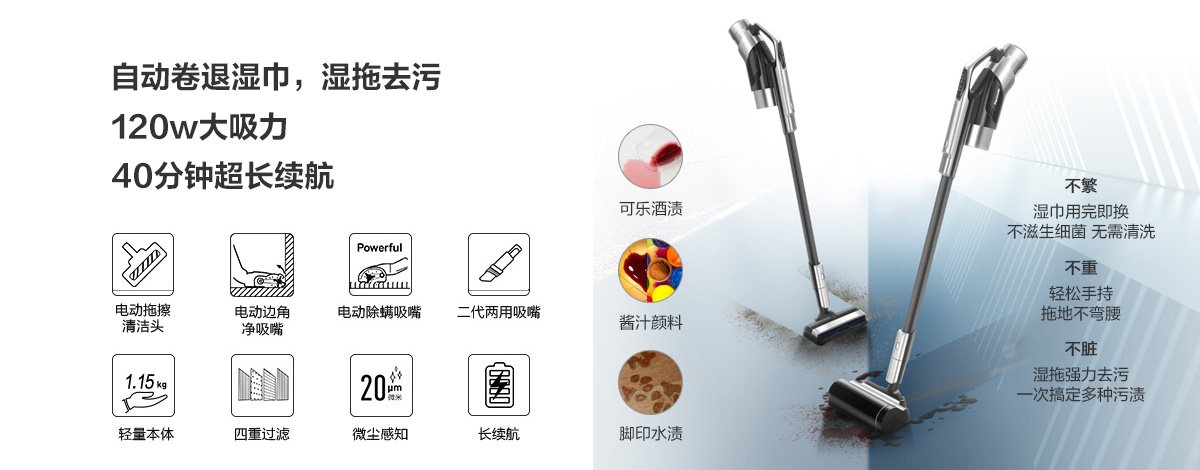 自动卷退湿巾，湿拖去污
120w大吸力
40分钟超长续航
电动拖擦
清洁头
电动边角
净吸嘴
Powerful
电动除螨吸嘴
二代两用吸嘴
1.15 kg
轻量本体
四重过滤
20μm
微米
微尘感知
长续航
可乐酒渍
酱汁颜料
脚印水渍
不繁
湿巾用完即换
不滋生细菌 无需清洗
不重
轻松手持
拖地不弯腰
不脏
湿拖强力去污
一次搞定多种污渍